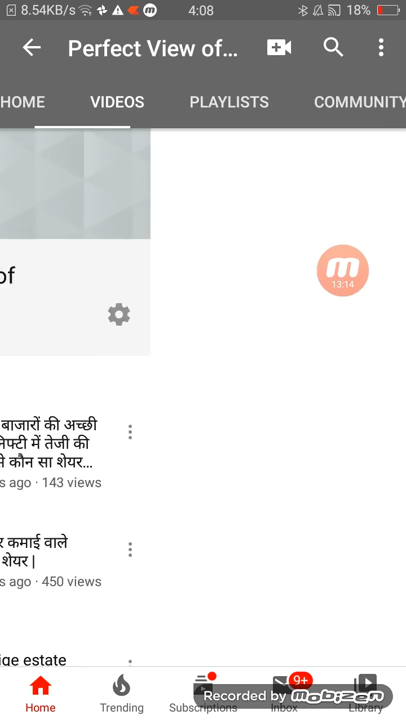 8.54KB/s 4:08 18%
Perfect View of...
HOME VIDEOS PLAYLISTS COMMUNITY
of
13:14
बाजारों की अच्छी
में तेजी की
कौन सा शेयर...
s ago · 143 views
कमाई वाले
शेयर |
s ago · 450 views
estate
Home Trending Subscriptions Inbox Library
9+
Recorded by mobizen